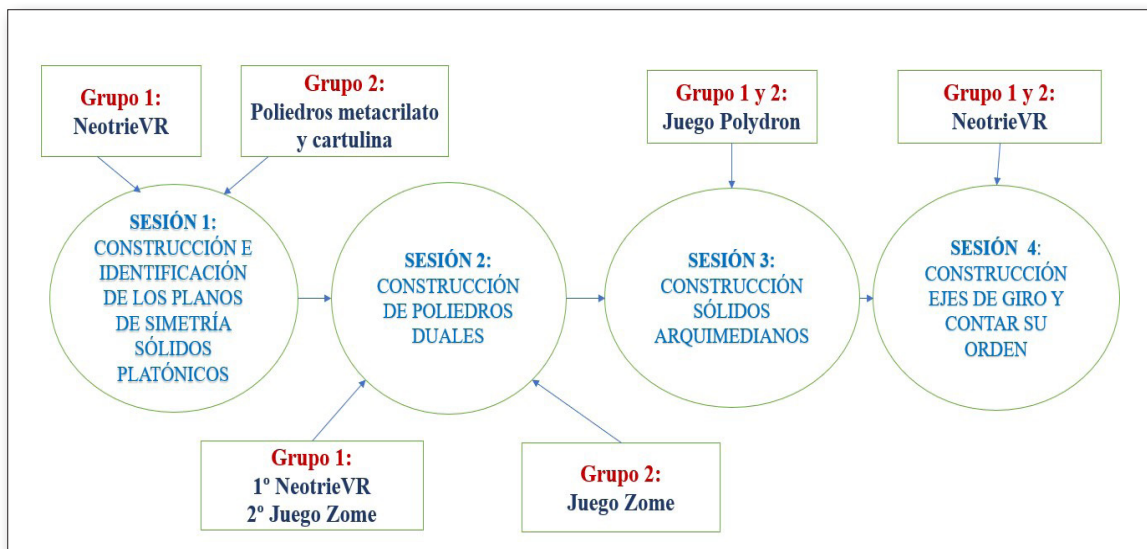 Grupo 1:
NeotrieVR
Grupo 2:
Poliedros metacrilato
y cartulina
Grupo 1 y 2:
Juego Polydron
Grupo 1 y 2:
NeotrieVR
SESIÓN 1:
CONSTRUCCIÓN E
IDENTIFICACIÓN
DE LOS PLANOS
DE SIMETRÍA
SÓLIDOS
PLATÓNICOS
SESIÓN 2:
CONSTRUCCIÓN
DE POLIEDROS
DUALES
SESIÓN 3:
CONSTRUCCIÓN
SÓLIDOS
ARQUIMEDIANOS
SESIÓN 4:
CONSTRUCCIÓN
EJES DE GIRO Y
CONTAR SU
ORDEN
Grupo 1:
1º NeotrieVR
2º Juego Zome
Grupo 2:
Juego Zome